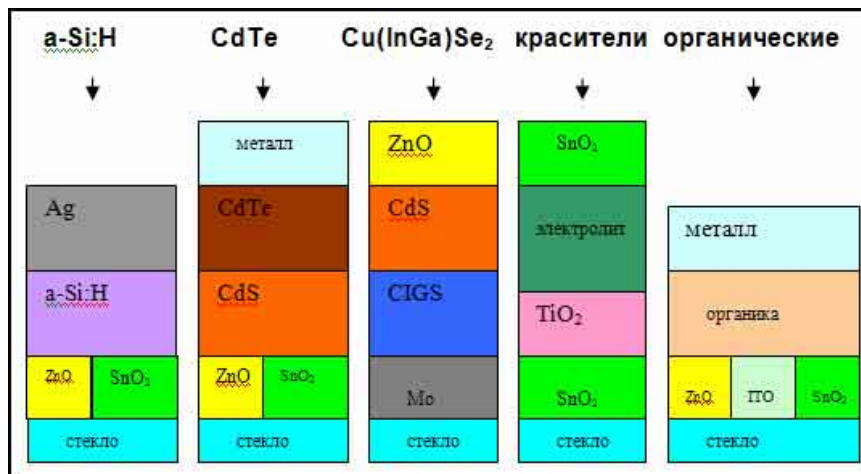 a-Si:H CdTe Cu(InGa)Se₂ красители органические
Ag
a-Si:H
ZnO SnO₂
стекло
металл
CdTe
CdS
ZnO SnO₂
стекло
ZnO
CdS
CIGS
Mo
стекло
SnO₂
электролит
TiO₂
SnO₂
стекло
металл
органика
ZnO ITO SnO₂
стекло